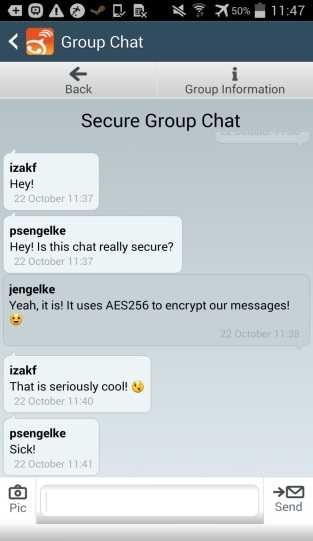 50% 11:47
Group Chat
Back
Group Information
Secure Group Chat
izakf
Hey!
22 October 11:37
psengelke
Hey! Is this chat really secure?
22 October 11:37
jengelke
Yeah, it is! It uses AES256 to encrypt our messages!
22 October 11:38
izakf
That is seriously cool!
22 October 11:40
psengelke
Sick!
22 October 11:41
Pic
Send